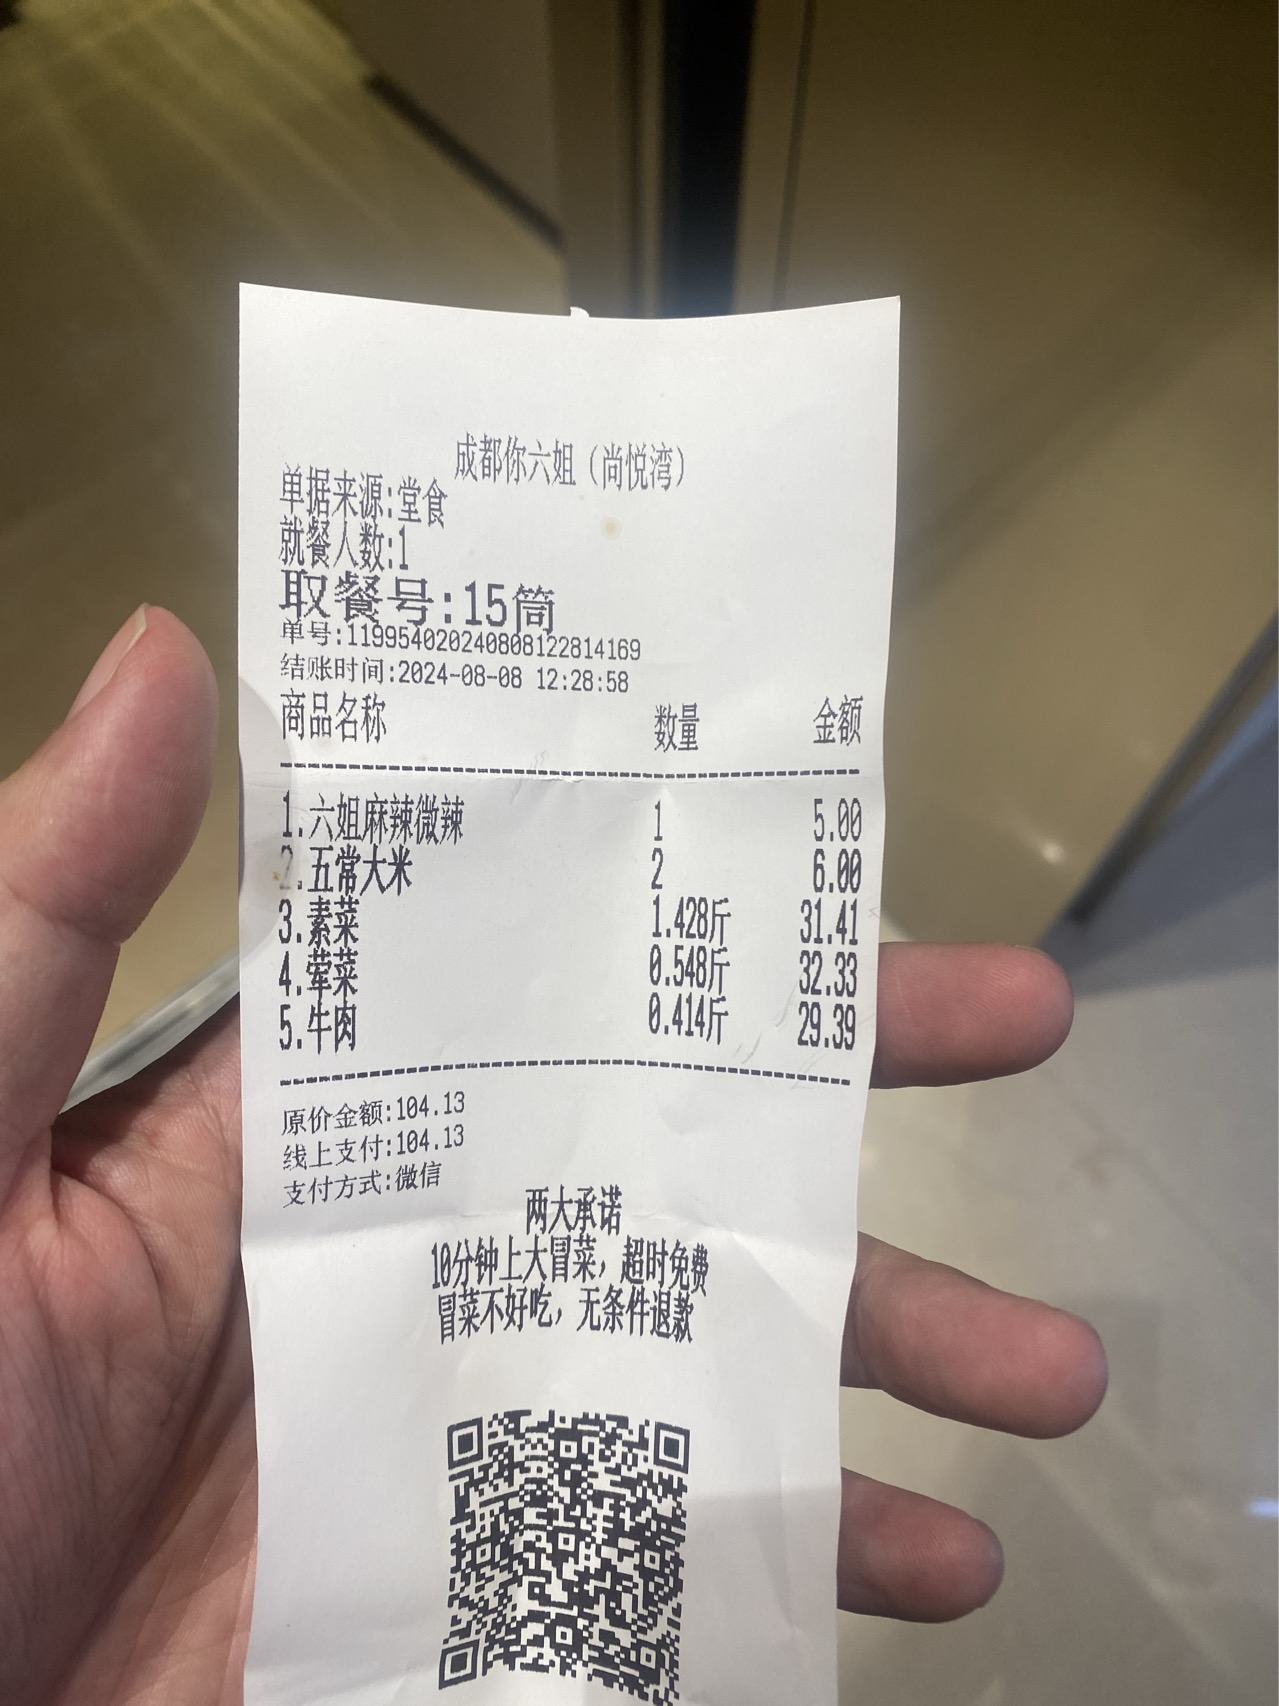 成都你六姐（尚悦湾）
单据来源:堂食
就餐人数:1
取餐号:15筒
单号:119954020240808122814169
结账时间:2024-08-08 12:28:58
商品名称 数量 金额
1.六姐麻辣微辣 1 5.00
2.五常大米 2 6.00
3.素菜 1.428斤 31.41
4.荤菜 0.548斤 32.33
5.牛肉 0.414斤 29.39
原价金额:104.13
线上支付:104.13
支付方式:微信
两大承诺
10分钟上大冒菜，超时免费
冒菜不好吃，无条件退款